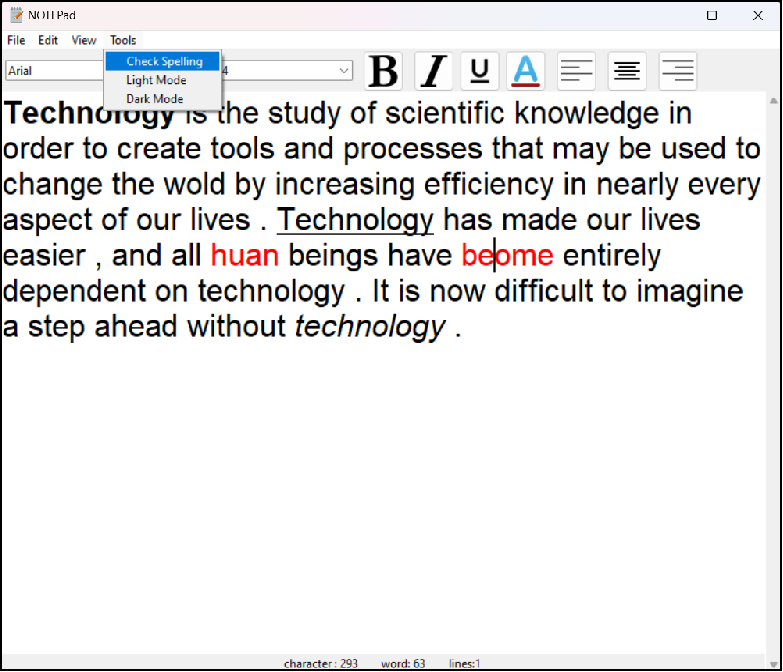 NOTEPad
File Edit View Tools
Check Spelling
Light Mode
Dark Mode
Arial 4 B I U A
Technology is the study of scientific knowledge in
order to create tools and processes that may be used to
change the wold by increasing efficiency in nearly every
aspect of our lives . Technology has made our lives
easier , and all huan beings have beome entirely
dependent on technology . It is now difficult to imagine
a step ahead without technology .
character : 293 word: 63 lines:1